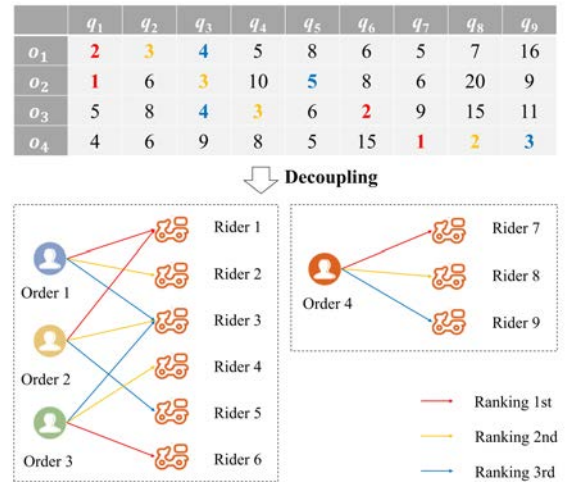 q1 q2 q3 q4 q5 q6 q7 q8 q9
o1 2 3 4 5 8 6 5 7 16
o2 1 6 3 10 5 8 6 20 9
o3 5 8 4 3 6 2 9 15 11
o4 4 6 9 8 5 15 1 2 3
Decoupling
Order 1
Order 2
Order 3
Rider 1
Rider 2
Rider 3
Rider 4
Rider 5
Rider 6
Order 4
Rider 7
Rider 8
Rider 9
Ranking 1st
Ranking 2nd
Ranking 3rd